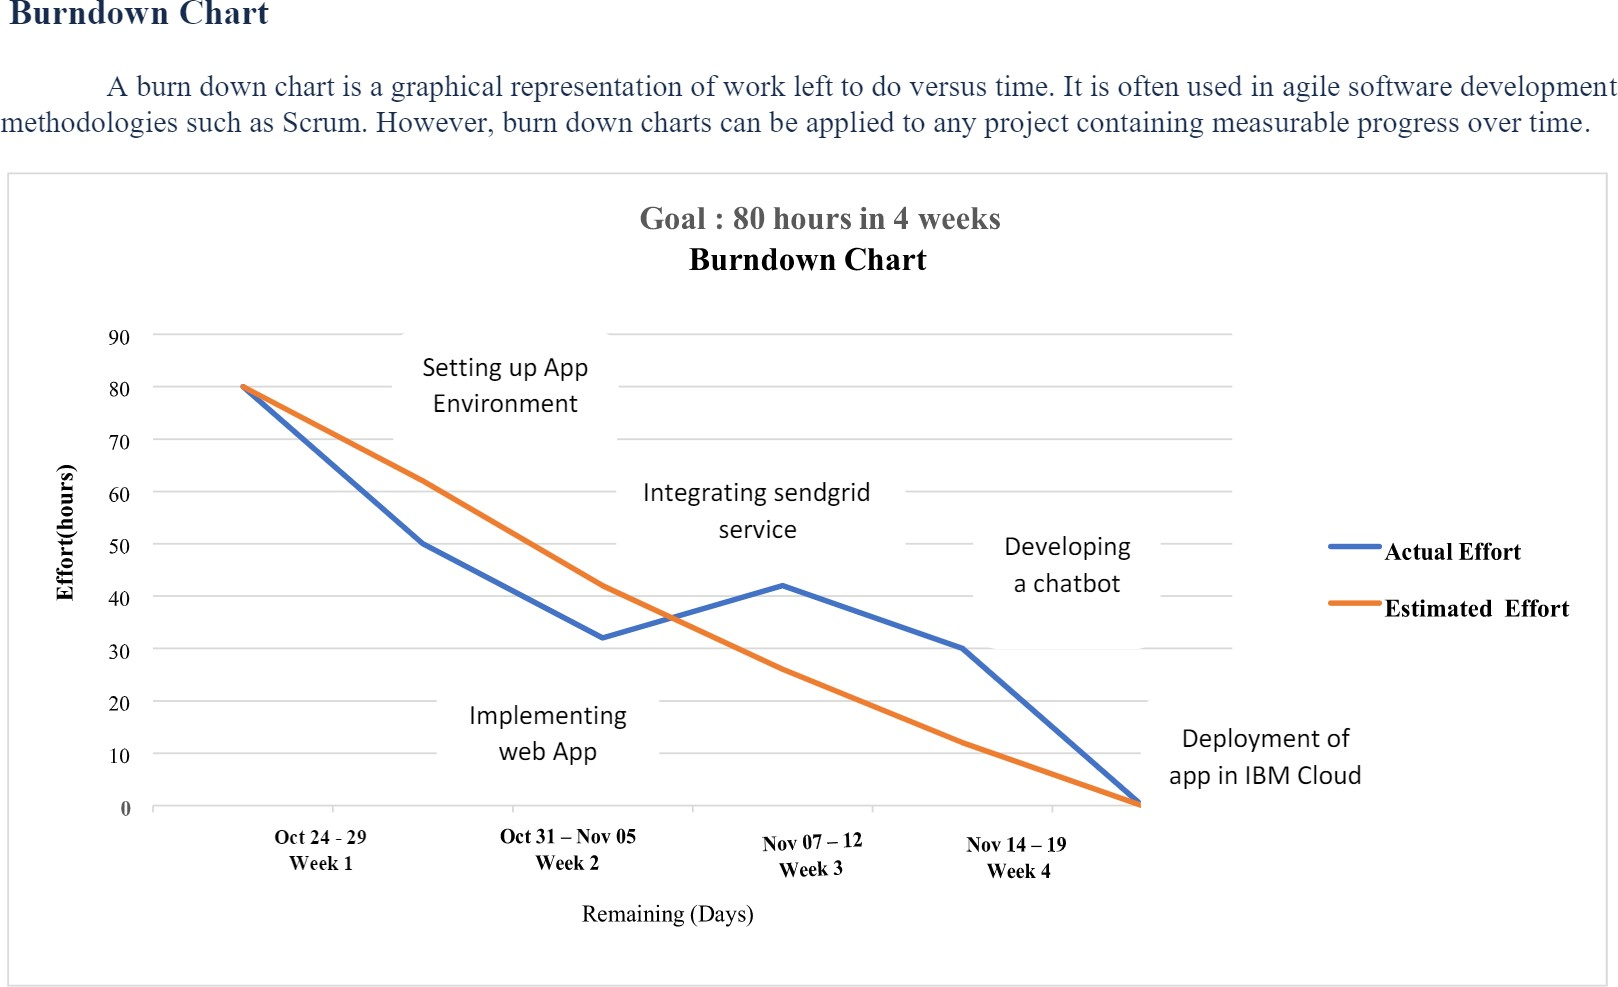 Burndown Chart
A burn down chart is a graphical representation of work left to do versus time. It is often used in agile software development
methodologies such as Scrum. However, burn down charts can be applied to any project containing measurable progress over time.
Goal : 80 hours in 4 weeks
Burndown Chart
90
80
70
60
50
40
30
20
10
0
Effort(hours)
Setting up App
Environment
Integrating sendgrid
service
Developing
a chatbot
Implementing
web App
Deployment of
app in IBM Cloud
Actual Effort
Estimated Effort
Oct 24 - 29
Week 1
Oct 31 – Nov 05
Week 2
Nov 07 – 12
Week 3
Nov 14 – 19
Week 4
Remaining (Days)